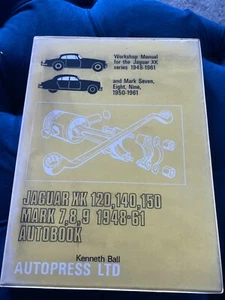 Workshop Manual
for the Jaguar XK
series 1948-1961
and Mark Seven,
Eight, Nine,
1950-1961
JAGUAR XK 120,140,150
MARK 7,8,9 1948-61
AUTOBOOK
Kenneth Ball
AUTOPRESS LTD